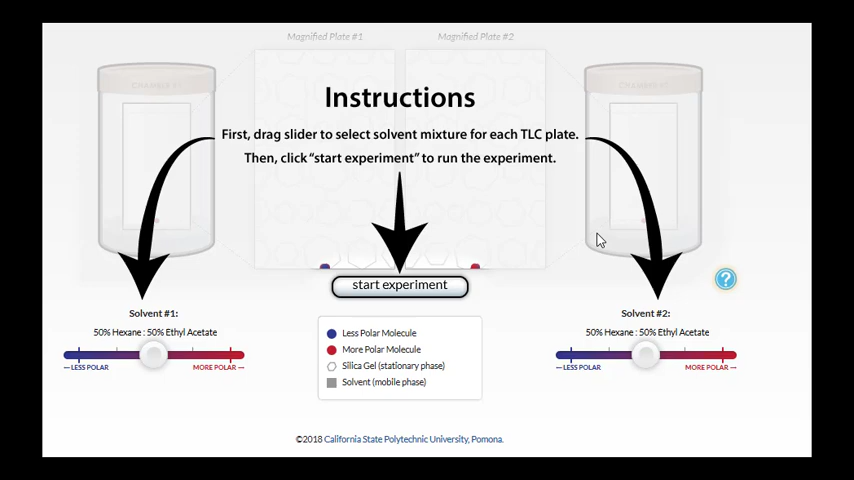 Magnified Plate #1
Magnified Plate #2
CHAMBER #1
Instructions
First, drag slider to select solvent mixture for each TLC plate.
Then, click "start experiment" to run the experiment.
start experiment
?
Solvent #1:
50% Hexane : 50% Ethyl Acetate
—LESS POLAR
MORE POLAR—
Less Polar Molecule
More Polar Molecule
Silica Gel (stationary phase)
Solvent (mobile phase)
Solvent #2:
50% Hexane : 50% Ethyl Acetate
—LESS POLAR
MORE POLAR—
©2018 California State Polytechnic University, Pomona.